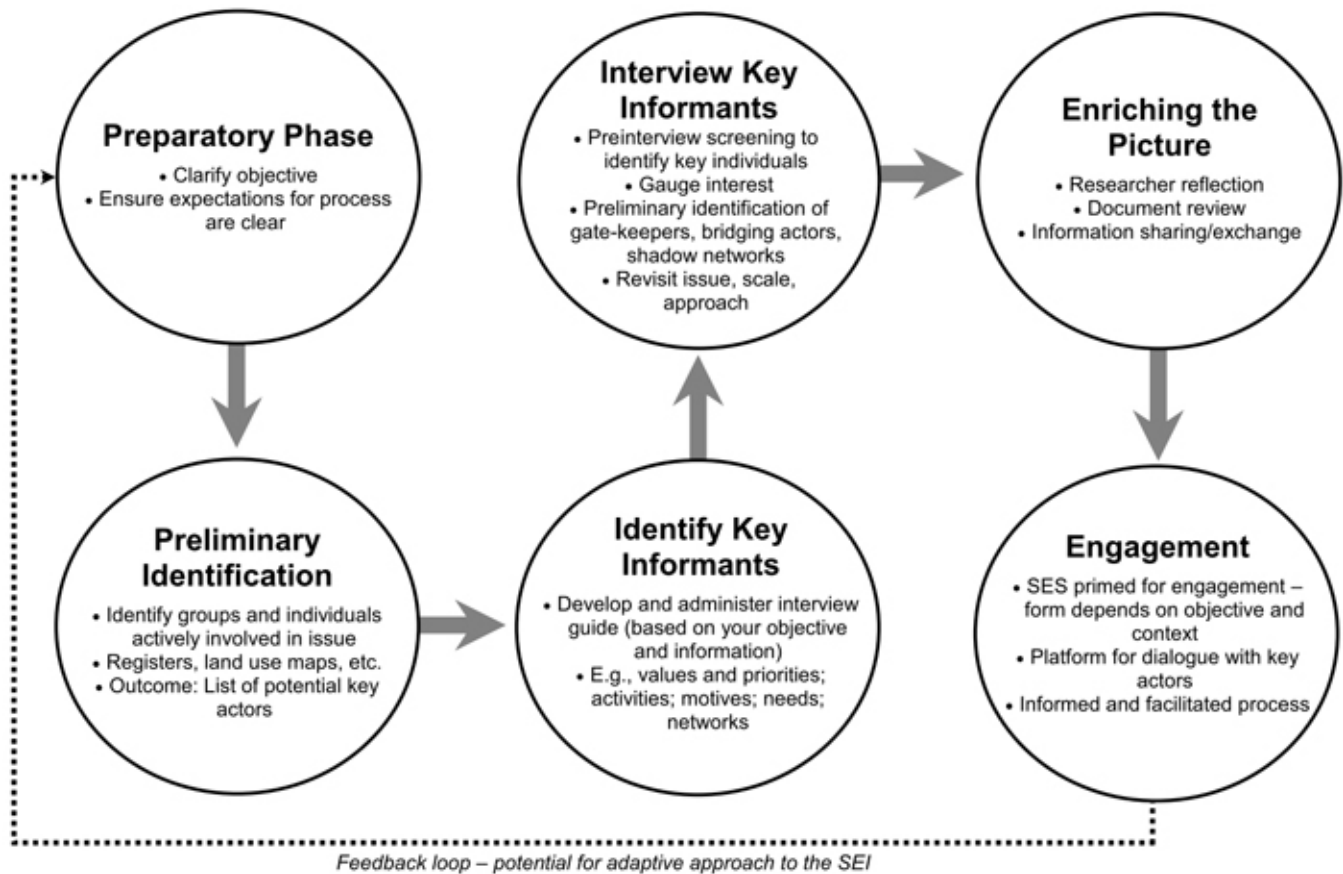 Preparatory Phase
• Clarify objective
• Ensure expectations for process
are clear
Preliminary
Identification
• Identify groups and individuals
actively involved in issue
• Registers, land use maps, etc.
• Outcome: List of potential key
actors
Identify Key
Informants
• Develop and administer interview
guide (based on your objective
and information)
• E.g., values and priorities;
activities; motives; needs;
networks
Interview Key
Informants
• Preinterview screening to
identify key individuals
• Gauge interest
• Preliminary identification of
gate-keepers, bridging actors,
shadow networks
• Revisit issue, scale,
approach
Enriching the
Picture
• Researcher reflection
• Document review
• Information sharing/exchange
Engagement
• SES primed for engagement –
form depends on objective and
context
• Platform for dialogue with key
actors
• Informed and facilitated process
Feedback loop – potential for adaptive approach to the SEI